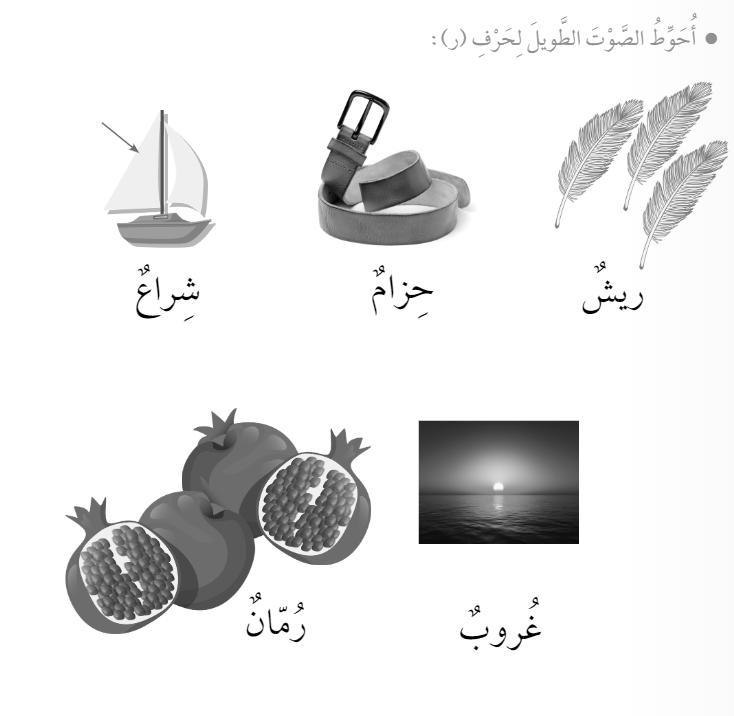 ● أُحَوِّطُ الصَّوْتَ الطَّويلَ لِحَرْفِ (ر) :
ريشٌ حِزامٌ شِراعٌ
غُروبٌ رُمّانٌ